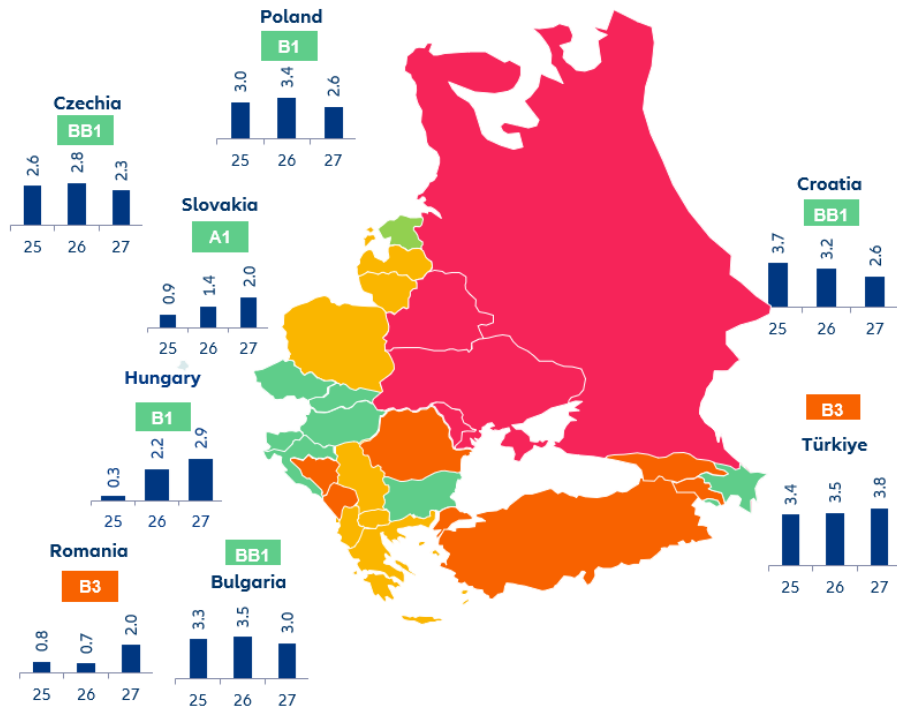 Poland
B1
3.0 3.4 2.6
25 26 27
Czechia
BB1
2.6 2.8 2.3
25 26 27
Slovakia
A1
0.9 1.4 2.0
25 26 27
Croatia
BB1
3.7 3.2 2.6
25 26 27
Hungary
B1
0.3 2.2 2.9
25 26 27
B3
Türkiye
3.4 3.5 3.8
25 26 27
Romania
B3
0.8 0.7 2.0
25 26 27
BB1
Bulgaria
3.3 3.5 3.0
25 26 27